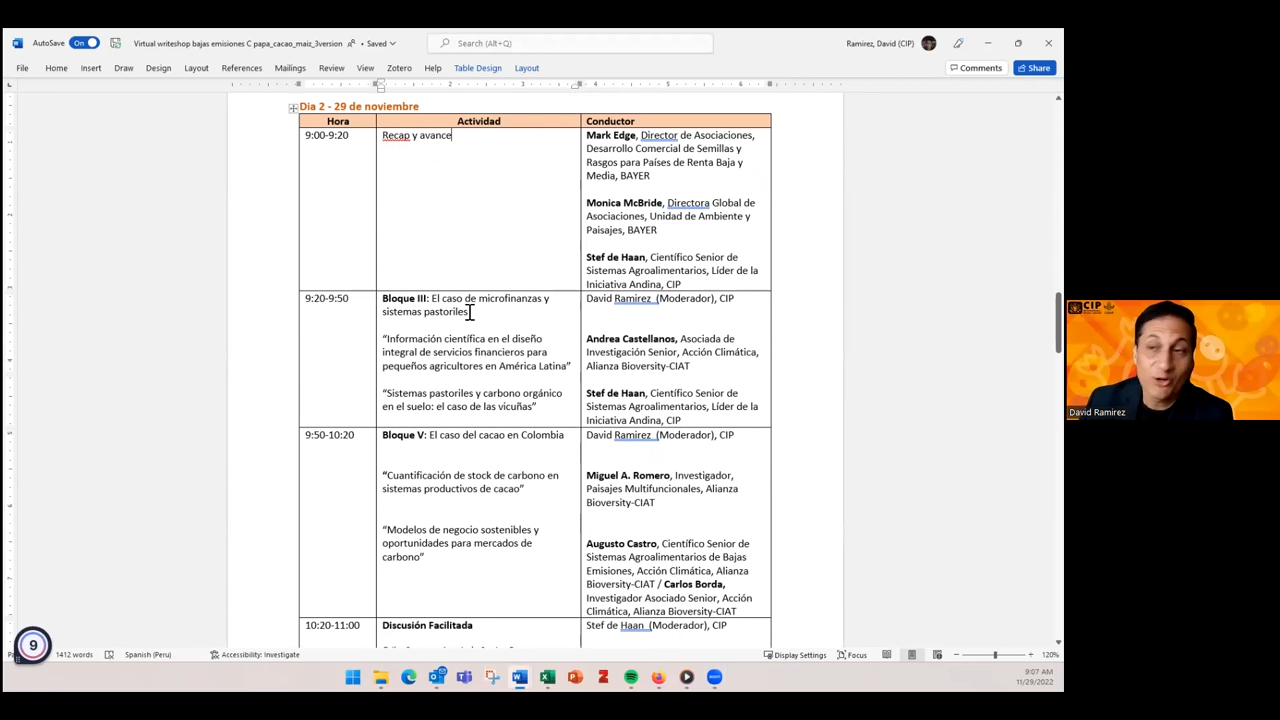 AutoSave On Virtual writeshop bajas emisiones C papa_cacao_maiz_3version • Saved Search (Alt+Q) Ramirez, David (CIP)
File Home Insert Draw Design Layout References Mailings Review View Zotero Help Table Design Layout Comments Share
Dia 2 - 29 de noviembre
Hora Actividad Conductor
9:00-9:20 Recap y avance Mark Edge, Director de Asociaciones,
Desarrollo Comercial de Semillas y
Rasgos para Países de Renta Baja y
Media, BAYER
Monica McBride, Directora Global de
Asociaciones, Unidad de Ambiente y
Paisajes, BAYER
Stef de Haan, Científico Senior de
Sistemas Agroalimentarios, Líder de la
Iniciativa Andina, CIP
9:20-9:50 Bloque III: El caso de microfinanzas y David Ramirez (Moderador), CIP
sistemas pastoriles
“Información científica en el diseño Andrea Castellanos, Asociada de
integral de servicios financieros para Investigación Senior, Acción Climática,
pequeños agricultores en América Latina” Alianza Bioversity-CIAT
“Sistemas pastoriles y carbono orgánico Stef de Haan, Científico Senior de
en el suelo: el caso de las vicuñas” Sistemas Agroalimentarios, Líder de la
Iniciativa Andina, CIP
9:50-10:20 Bloque V: El caso del cacao en Colombia David Ramirez (Moderador), CIP
“Cuantificación de stock de carbono en Miguel A. Romero, Investigador,
sistemas productivos de cacao” Paisajes Multifuncionales, Alianza
Bioversity-CIAT
“Modelos de negocio sostenibles y
oportunidades para mercados de Augusto Castro, Científico Senior de
carbono” Sistemas Agroalimentarios de Bajas
Emisiones, Acción Climática, Alianza
Bioversity-CIAT / Carlos Borda,
Investigador Asociado Senior, Acción
Climática, Alianza Bioversity-CIAT
10:20-11:00 Discusión Facilitada Stef de Haan (Moderador), CIP
CIP
David Ramirez
9
1412 words Spanish (Peru) Accessibility: Investigate Display Settings Focus 120%
9:07 AM
11/29/2022